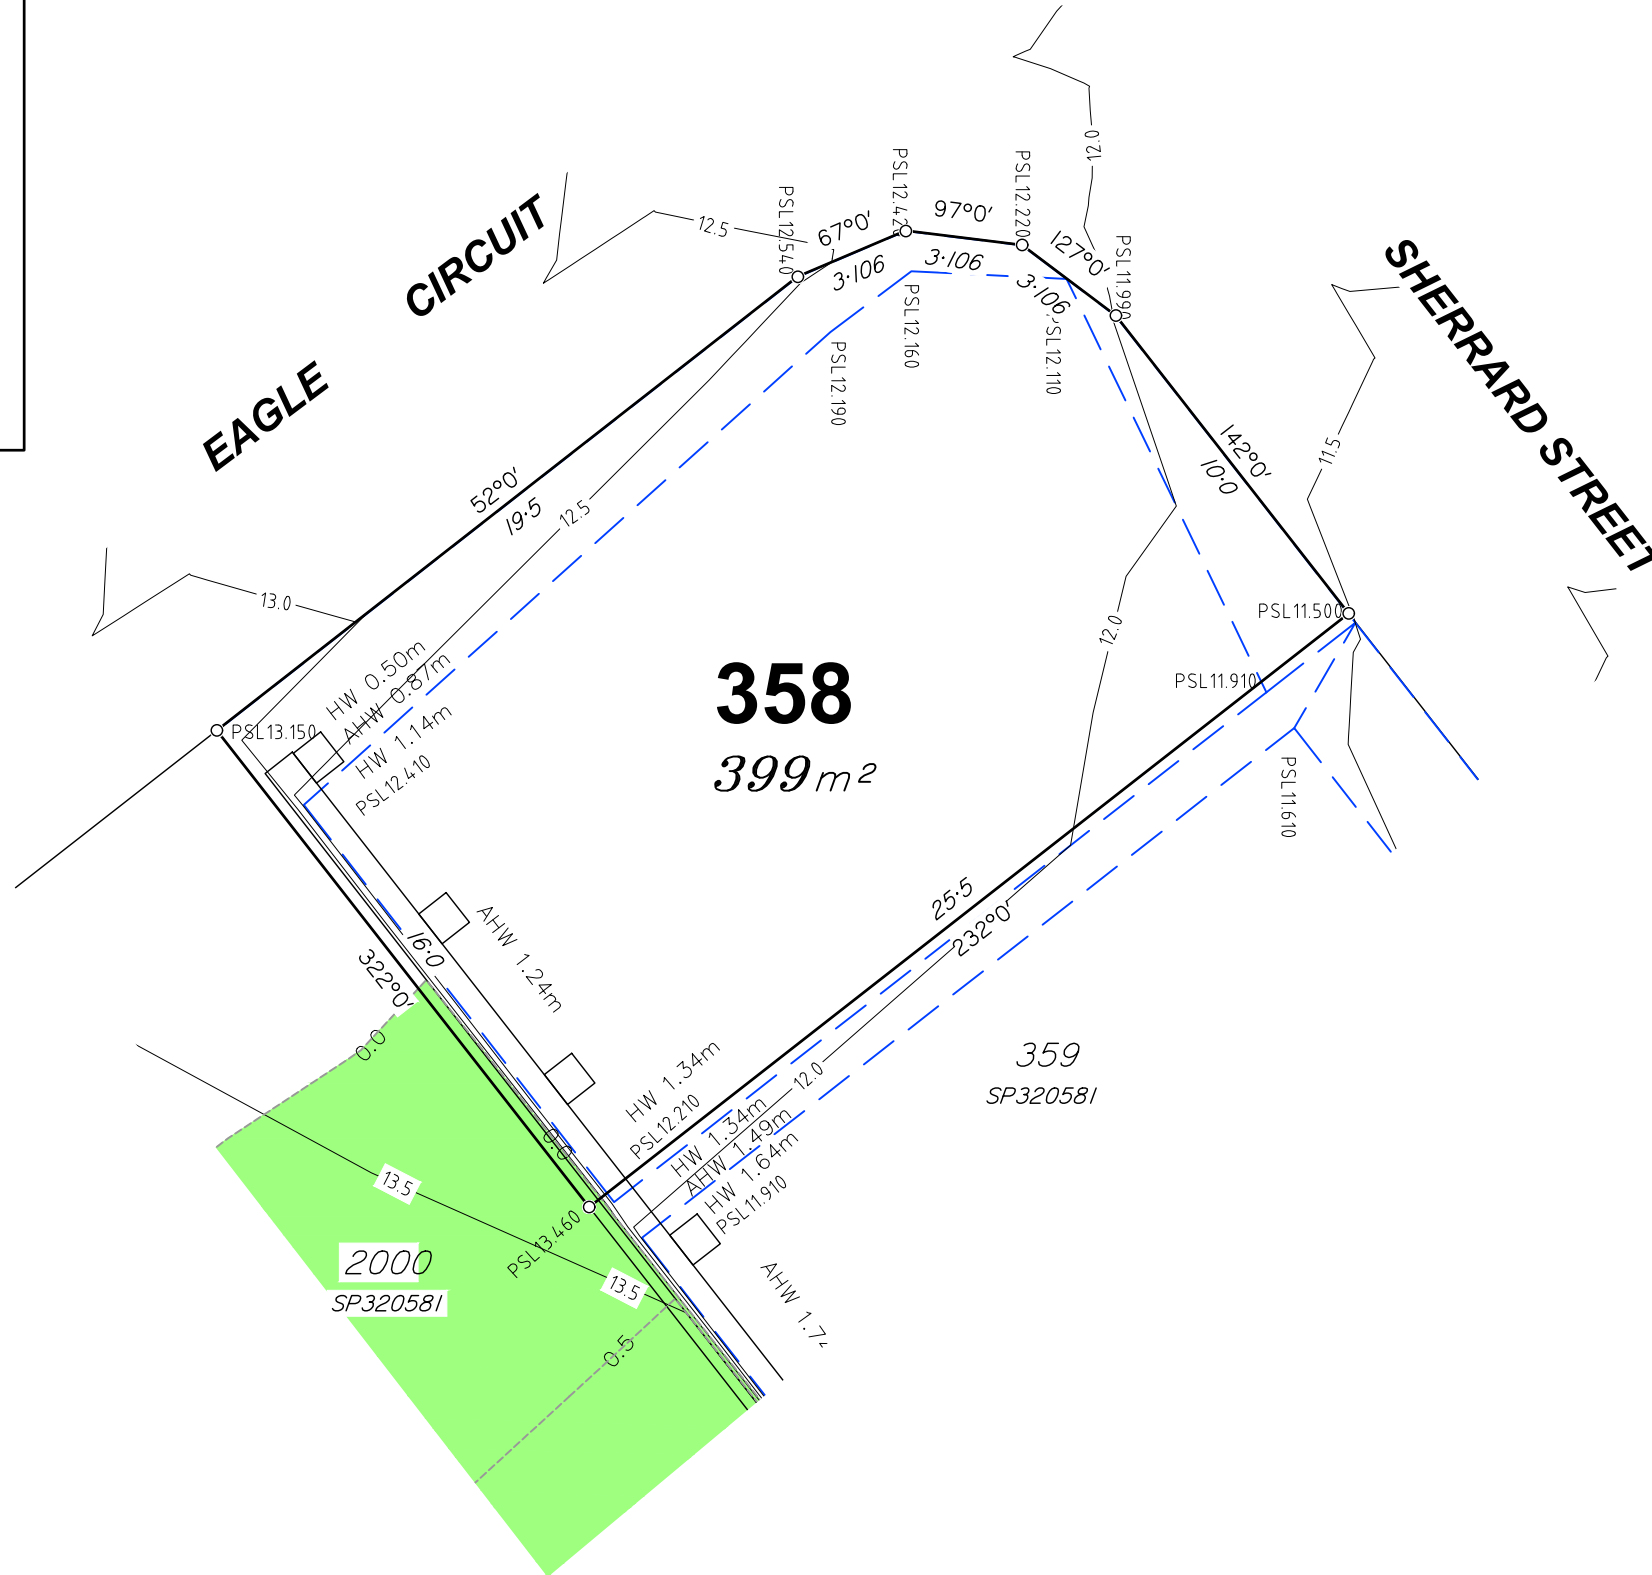 EAGLE
CIRCUIT
SHERRARD STREET
12.0
12.5
PSL12.540
67°0'
3·106
97°0'
3·106
PSL12.220
127°0'
3·106
PSL11.990
PSL12.160
PSL12.110
PSL12.190
52°0'
19·5
12.5
142°0'
10·0
11.5
13.0
PSL11.500
12.0
PSL13.150
HW 0.50m
AHW 0.87m
HW 1.14m
PSL12.410
358
399m²
PSL11.910
PSL11.610
25·5
232°0'
16·0
322°0'
AHW 1.24m
0.0
359
SP320581
HW 1.34m
PSL12.210
12.0
HW 1.34m
AHW 1.49m
HW 1.64m
PSL11.910
13.5
PSL13.460
2000
SP320581
13.5
0.5